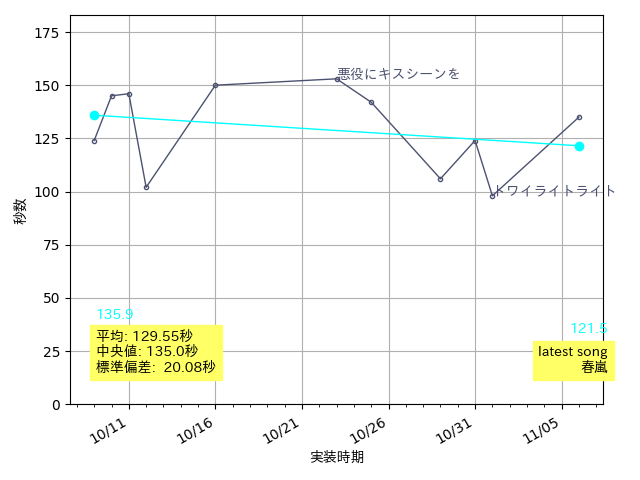 175
150
125
100
75
50
25
0
秒数
悪役にキスシーンを
トワイライトライト
135.9
121.5
平均: 129.55秒
中央値: 135.0秒
標準偏差: 20.08秒
latest song
春嵐
10/11
10/16
10/21
10/26
10/31
11/05
実装時期